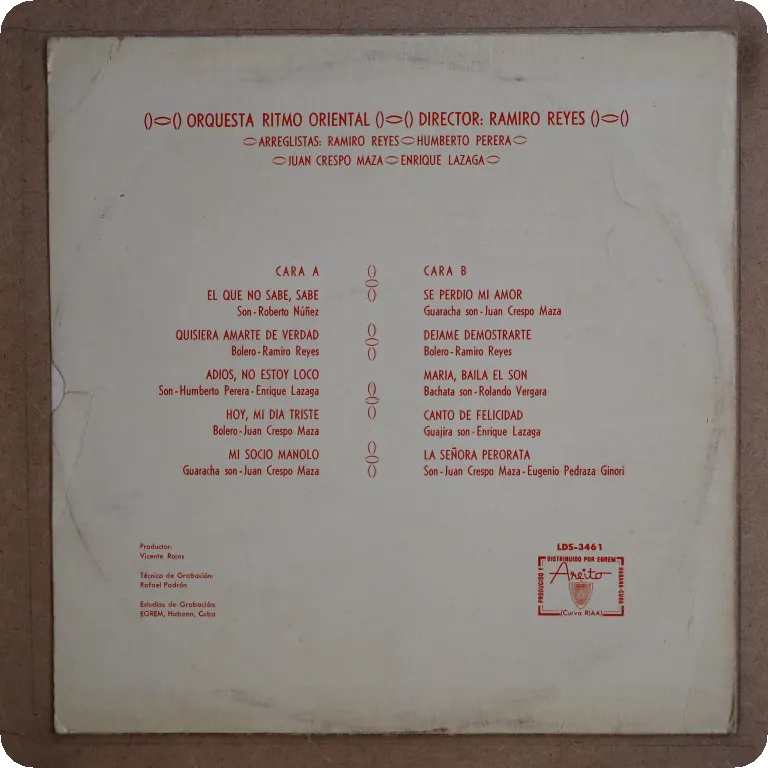 ORQUESTA RITMO ORIENTAL DIRECTOR: RAMIRO REYES
ARREGLISTAS: RAMIRO REYES HUMBERTO PERERA
JUAN CRESPO MAZA ENRIQUE LAZAGA
CARA A
EL QUE NO SABE, SABE
Son-Roberto Núñez
QUISIERA AMARTE DE VERDAD
Bolero-Ramiro Reyes
ADIOS, NO ESTOY LOCO
Son-Humberto Perera-Enrique Lazaga
HOY, MI DIA TRISTE
Bolero-Juan Crespo Maza
MI SOCIO MANOLO
Guaracha son-Juan Crespo Maza
CARA B
SE PERDIO MI AMOR
Guaracha son-Juan Crespo Maza
DEJAME DEMOSTRARTE
Bolero-Ramiro Reyes
MARIA, BAILA EL SON
Bachata son-Rolando Vergara
CANTO DE FELICIDAD
Guajira son-Enrique Lazaga
LA SEÑORA PERORATA
Son-Juan Crespo Maza-Eugenio Pedraza Ginori
Productor:
Vicente Rojas
Técnico de Grabación:
Rafael Padrón
Estudios de Grabación:
EGREM, Habana, Cuba
LDS-3461
PRODUCIDO Y
DISTRIBUIDO POR EGREM
HABANA-CUBA
Areito
(Curva RIAA)